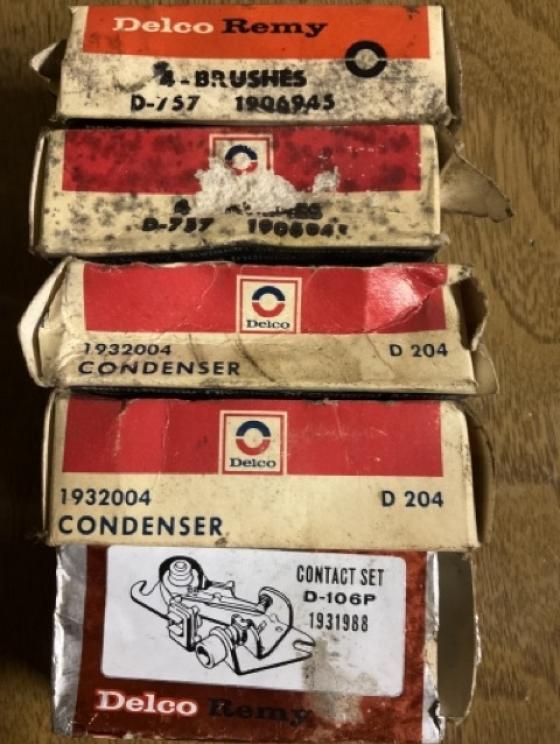 Delco Remy
4-BRUSHES
D-757 1906945
4
D-757
Delco
1932004 D 204
CONDENSER
Delco
1932004 D 204
CONDENSER
CONTACT SET
D-106P
1931988
Delco Remy